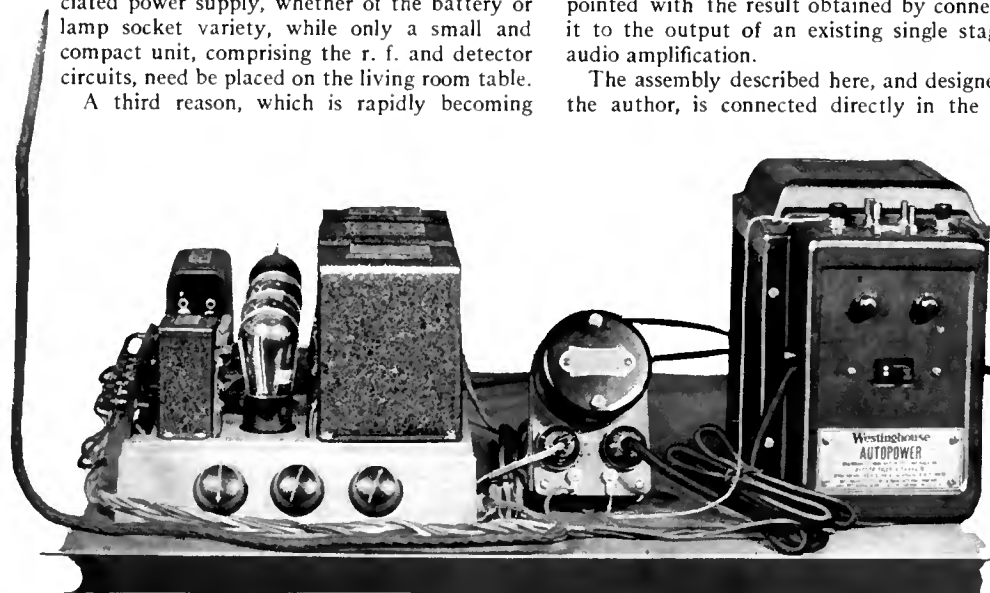 ciated power supply, whether of the battery or
lamp socket variety, while only a small and
compact unit, comprising the r. f. and detector
circuits, need be placed on the living room table.
A third reason, which is rapidly becoming
pointed with the result obtained by conne
it to the output of an existing single sta
audio amplification.
The assembly described here, and designe
the author, is connected directly in the
Westinghouse
AUTOPOWER